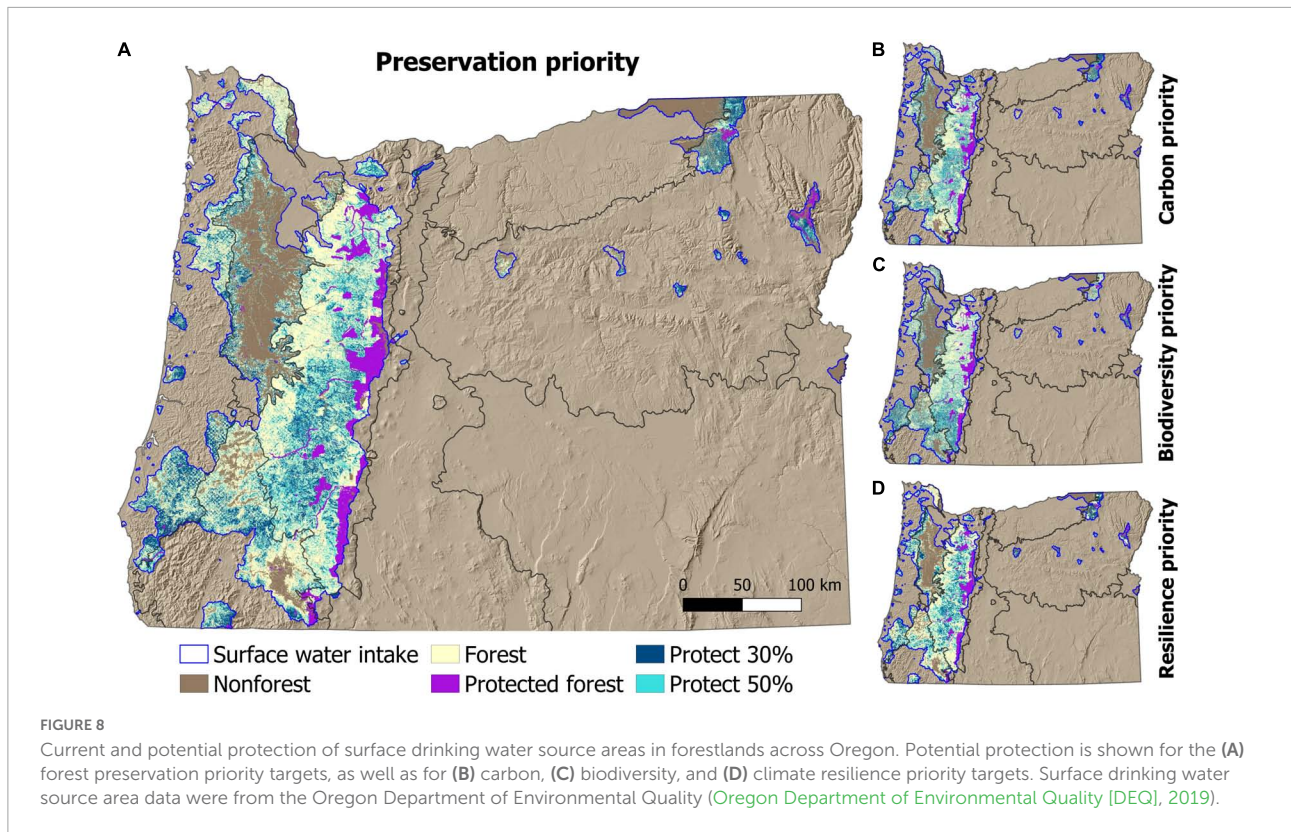 A
Preservation priority
B
Carbon priority
C
Biodiversity priority
D
Resilience priority
0 50 100 km
Surface water intake
Forest
Protect 30%
Nonforest
Protected forest
Protect 50%
FIGURE 8
Current and potential protection of surface drinking water source areas in forestlands across Oregon. Potential protection is shown for the (A)
forest preservation priority targets, as well as for (B) carbon, (C) biodiversity, and (D) climate resilience priority targets. Surface drinking water
source area data were from the Oregon Department of Environmental Quality (Oregon Department of Environmental Quality [DEQ], 2019).